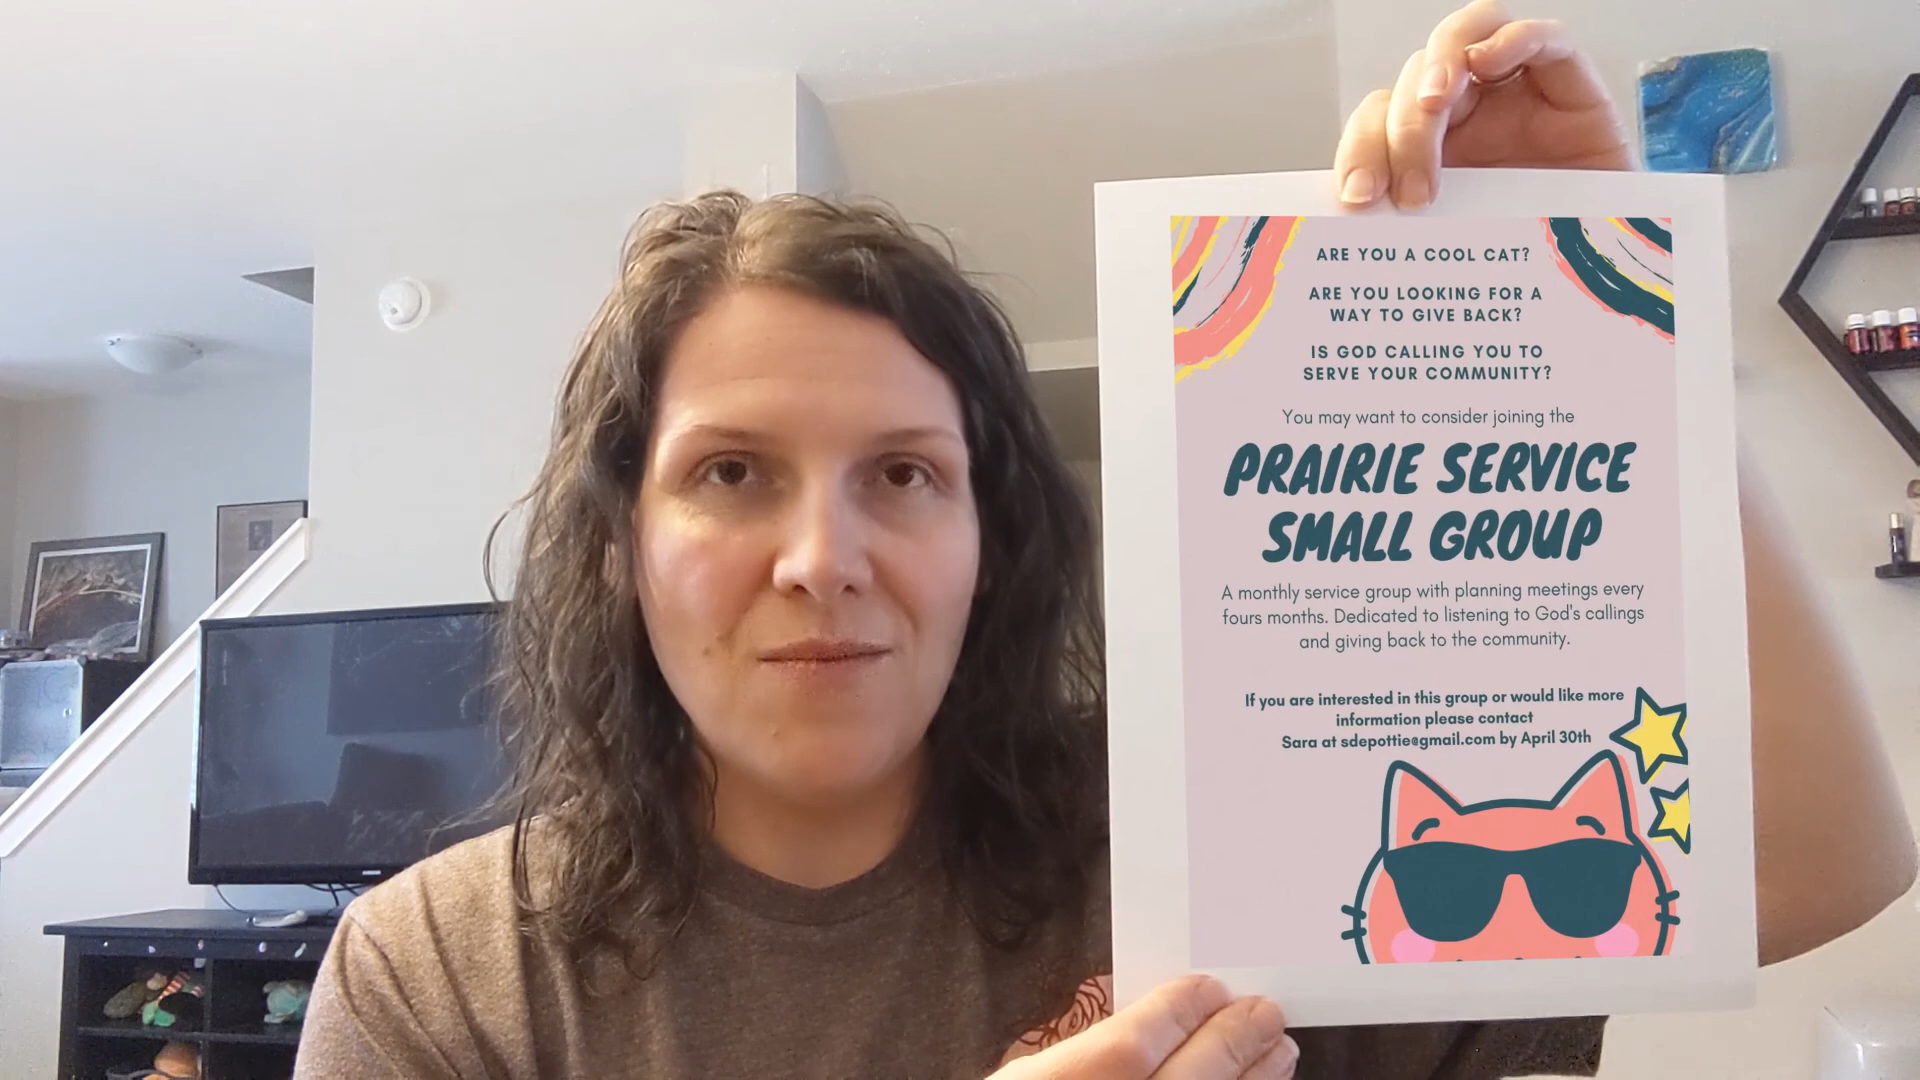 ARE YOU A COOL CAT?
ARE YOU LOOKING FOR A
WAY TO GIVE BACK?
IS GOD CALLING YOU TO
SERVE YOUR COMMUNITY?
You may want to consider joining the
PRAIRIE SERVICE
SMALL GROUP
A monthly service group with planning meetings every
fours months. Dedicated to listening to God's callings
and giving back to the community.
If you are interested in this group or would like more
information please contact
Sara at sdepottie@gmail.com by April 30th
SAMSUNG